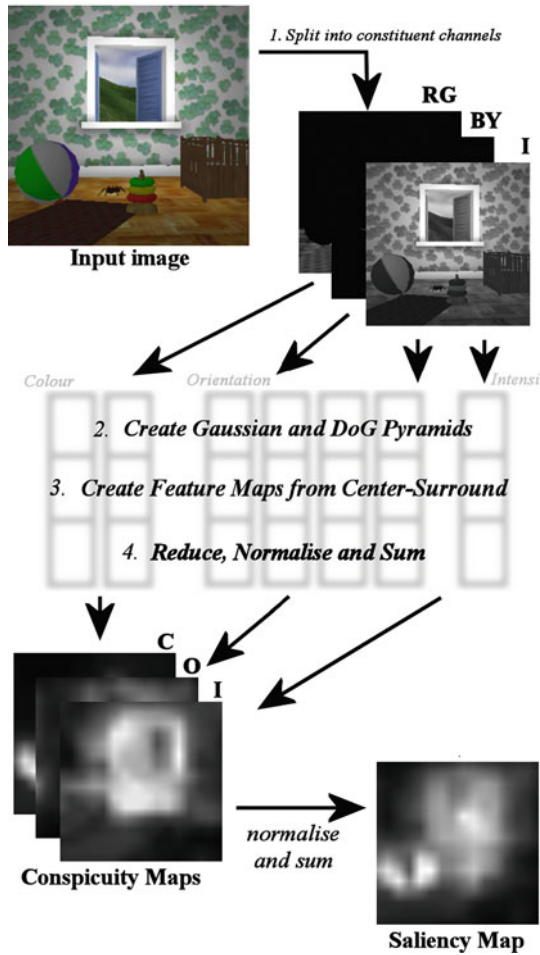 1. Split into constituent channels
RG
BY
I
Input image
Colour
Orientation
Intensi
2. Create Gaussian and DoG Pyramids
3. Create Feature Maps from Center-Surround
4. Reduce, Normalise and Sum
C
O
I
normalise
and sum
Conspicuity Maps
Saliency Map